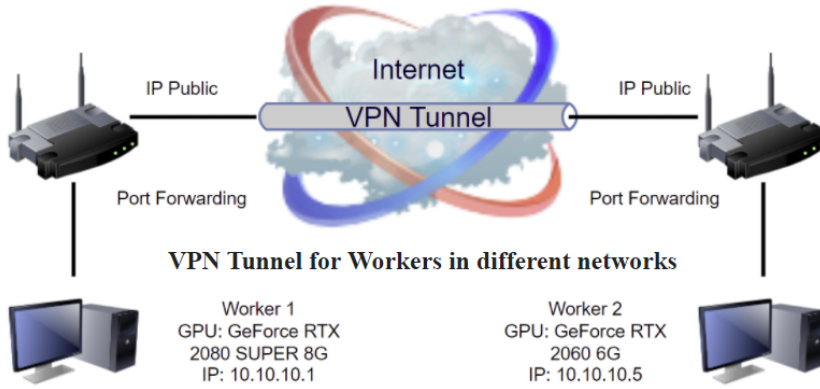 Internet
IP Public
IP Public
VPN Tunnel
Port Forwarding
Port Forwarding
VPN Tunnel for Workers in different networks
Worker 1
GPU: GeForce RTX
2080 SUPER 8G
IP: 10.10.10.1
Worker 2
GPU: GeForce RTX
2060 6G
IP: 10.10.10.5